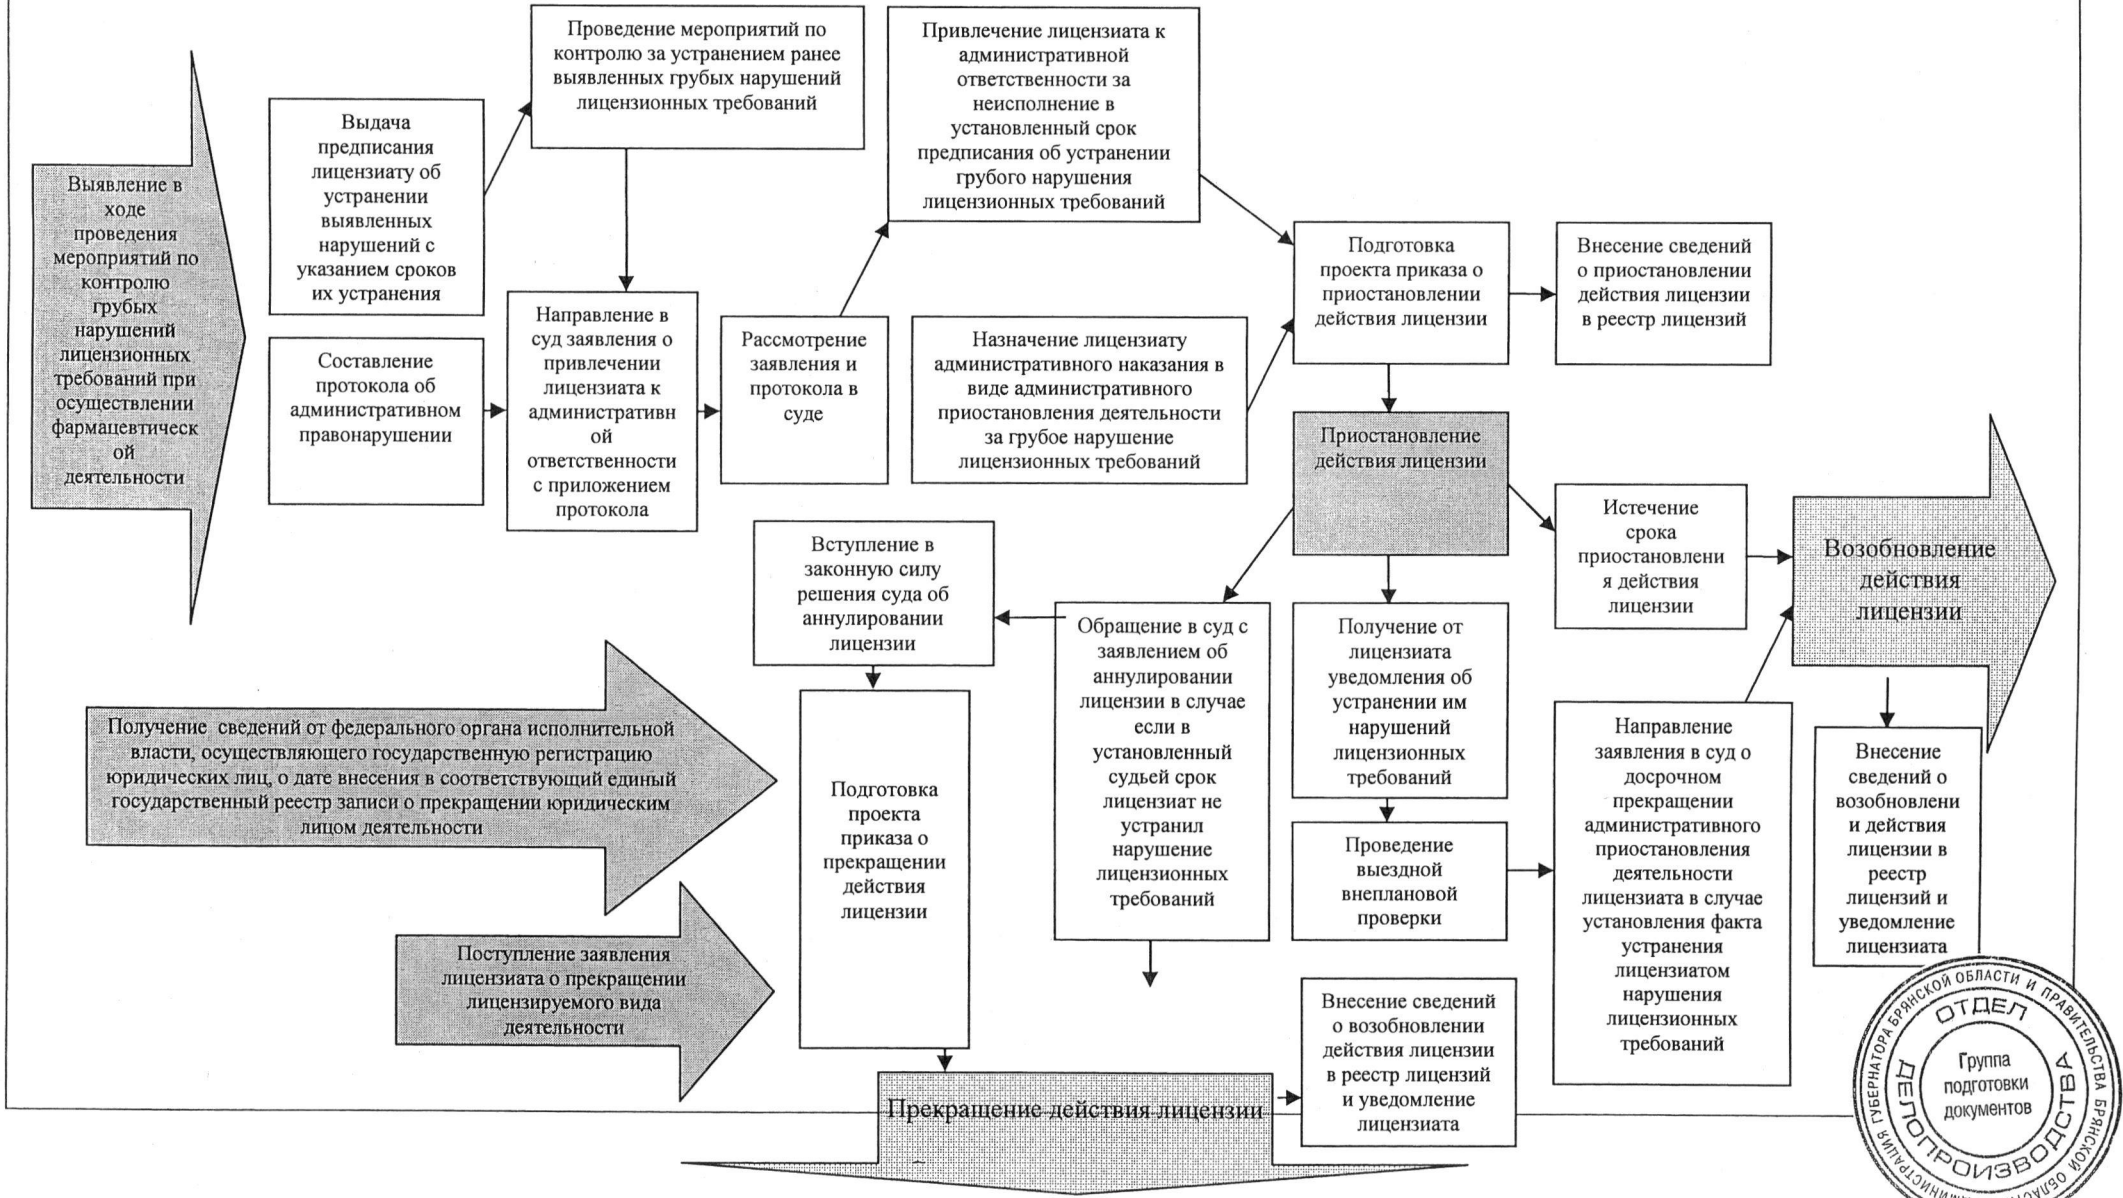 Проведение мероприятий по
контролю за устранением ранее
выявленных грубых нарушений
лицензионных требований
Привлечение лицензиата к
административной
ответственности за
неисполнение в
установленный срок
предписания об устранении
грубого нарушения
лицензионных требований
Выдача
предписания
лицензиату об
устранении
выявленных
нарушений с
указанием сроков
их устранения
Выявление в
ходе
проведения
мероприятий по
контролю
грубых
нарушений
лицензионных
требований при
осуществлении
фармацевтическ
ой
деятельности
Составление
протокола об
административном
правонарушении
Направление в
суд заявления о
привлечении
лицензиата к
административн
ой
ответственности
с приложением
протокола
Рассмотрение
заявления и
протокола в
суде
Назначение лицензиату
административного наказания в
виде административного
приостановления деятельности
за грубое нарушение
лицензионных требований
Подготовка
проекта приказа о
приостановлении
действия лицензии
Внесение сведений
о приостановлении
действия лицензии
в реестр лицензий
Приостановление
действия лицензии
Истечение
срока
приостановлени
я действия
лицензии
Возобновление
действия
лицензии
Вступление в
законную силу
решения суда об
аннулировании
лицензии
Обращение в суд с
заявлением об
аннулировании
лицензии в случае
если в
установленный
судьей срок
лицензиат не
устранил
нарушение
лицензионных
требований
Получение от
лицензиата
уведомления об
устранении им
нарушений
лицензионных
требований
Получение сведений от федерального органа исполнительной
власти, осуществляющего государственную регистрацию
юридических лиц, о дате внесения в соответствующий единый
государственный реестр записи о прекращении юридическим
лицом деятельности
Подготовка
проекта
приказа о
прекращении
действия
лицензии
Проведение
выездной
внеплановой
проверки
Направление
заявления в суд о
досрочном
прекращении
административного
приостановления
деятельности
лицензиата в случае
установления факта
устранения
лицензиатом
нарушения
лицензионных
требований
Внесение
сведений о
возобновлени
и действия
лицензии в
реестр
лицензий и
уведомление
лицензиата
Поступление заявления
лицензиата о прекращении
лицензируемого вида
деятельности
Внесение сведений
о возобновлении
действия лицензии
в реестр лицензий
и уведомление
лицензиата
Прекращение действия лицензии
АДМИНИСТРАЦИЯ ГУБЕРНАТОРА БРЯНСКОЙ ОБЛАСТИ И ПРАВИТЕЛЬСТВА БРЯНСКОЙ ОБЛАСТИ
ОТДЕЛ
ДЕЛОПРОИЗВОДСТВА
Группа
подготовки
документов